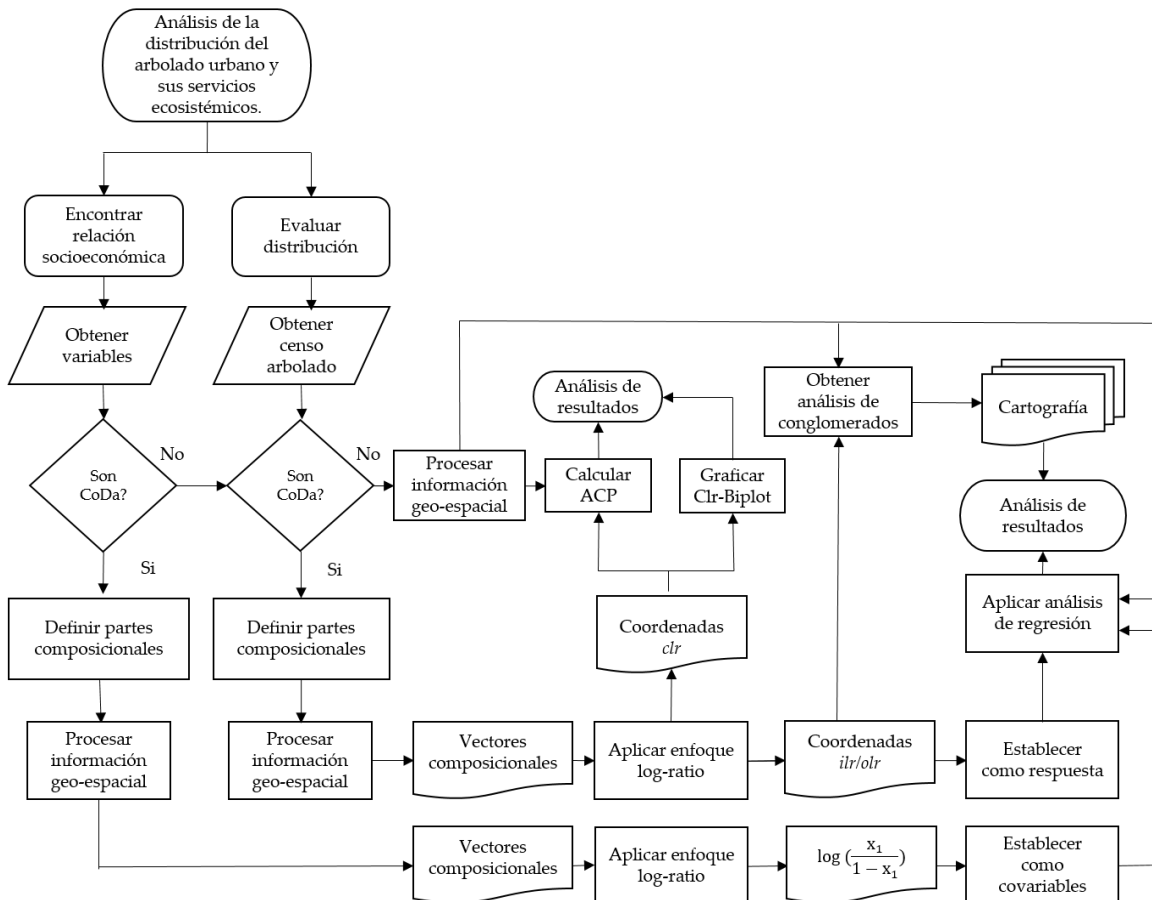 Análisis de la
distribución del
arbolado urbano y
sus servicios
ecosistémicos.
Encontrar
relación
socioeconómica
Evaluar
distribución
Obtener
variables
Obtener
censo
arbolado
Son
CoDa?
No
Son
CoDa?
No
Si
Si
Procesar
información
geo-espacial
Calcular
ACP
Graficar
Clr-Biplot
Análisis de
resultados
Obtener
análisis de
conglomerados
Cartografía
Análisis de
resultados
Definir partes
composicionales
Definir partes
composicionales
Coordenadas
clr
Aplicar análisis
de regresión
Procesar
información
geo-espacial
Procesar
información
geo-espacial
Vectores
composicionales
Aplicar enfoque
log-ratio
Coordenadas
ilr/olr
Establecer
como respuesta
Vectores
composicionales
Aplicar enfoque
log-ratio
log (x₁ / 1 − x₁)
Establecer
como
covariables